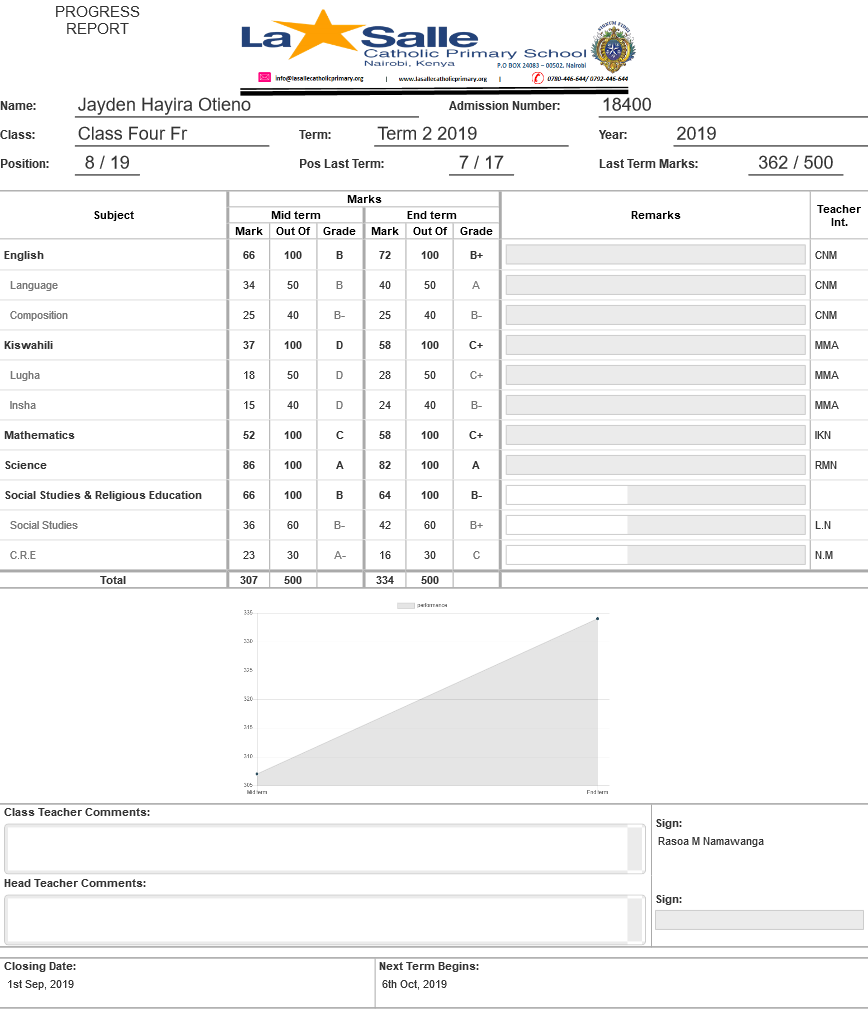 PROGRESS
REPORT
La Salle
Catholic Primary School
Nairobi, Kenya
P.O BOX 24083 – 00502, Nairobi
info@lasallecatholicprimary.org | www.lasallecatholicprimary.org | 0780-446-644/ 0792-446-644
Name: Jayden Hayira Otieno Admission Number: 18400
Class: Class Four Fr Term: Term 2 2019 Year: 2019
Position: 8 / 19 Pos Last Term: 7 / 17 Last Term Marks: 362 / 500
Marks
Subject Mid term End term Remarks Teacher Int.
Mark Out Of Grade Mark Out Of Grade
English 66 100 B 72 100 B+ CNM
Language 34 50 B 40 50 A CNM
Composition 25 40 B- 25 40 B- CNM
Kiswahili 37 100 D 58 100 C+ MMA
Lugha 18 50 D 28 50 C+ MMA
Insha 15 40 D 24 40 B- MMA
Mathematics 52 100 C 58 100 C+ IKN
Science 86 100 A 82 100 A RMN
Social Studies & Religious Education 66 100 B 64 100 B-
Social Studies 36 60 B- 42 60 B+ L.N
C.R.E 23 30 A- 16 30 C N.M
Total 307 500 334 500
performance
335
330
325
320
315
310
305
Mid term End term
Class Teacher Comments:
Sign:
Rasoa M Namawanga
Head Teacher Comments:
Sign:
Closing Date: Next Term Begins:
1st Sep, 2019 6th Oct, 2019